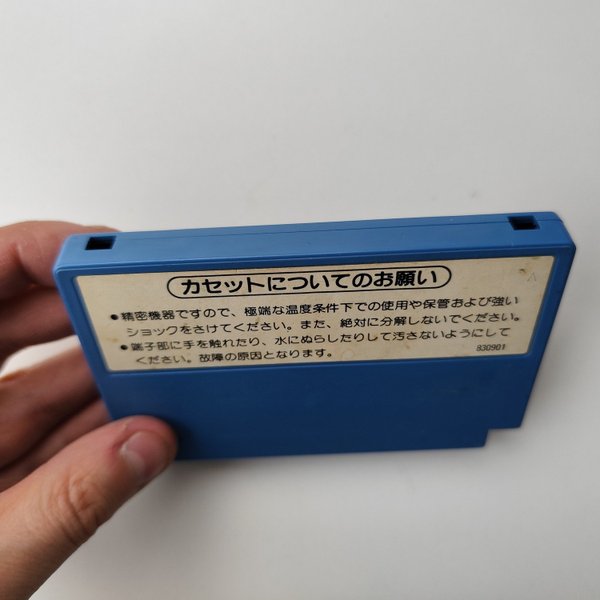 カセットについてのお願い
●精密機器ですので、極端な温度条件下での使用や保管および強い
ショックをさけてください。また、絶対に分解しないでください。
●端子部に手を触れたり、水にぬらしたりして汚さないようにして
ください。故障の原因となります。
830901
A